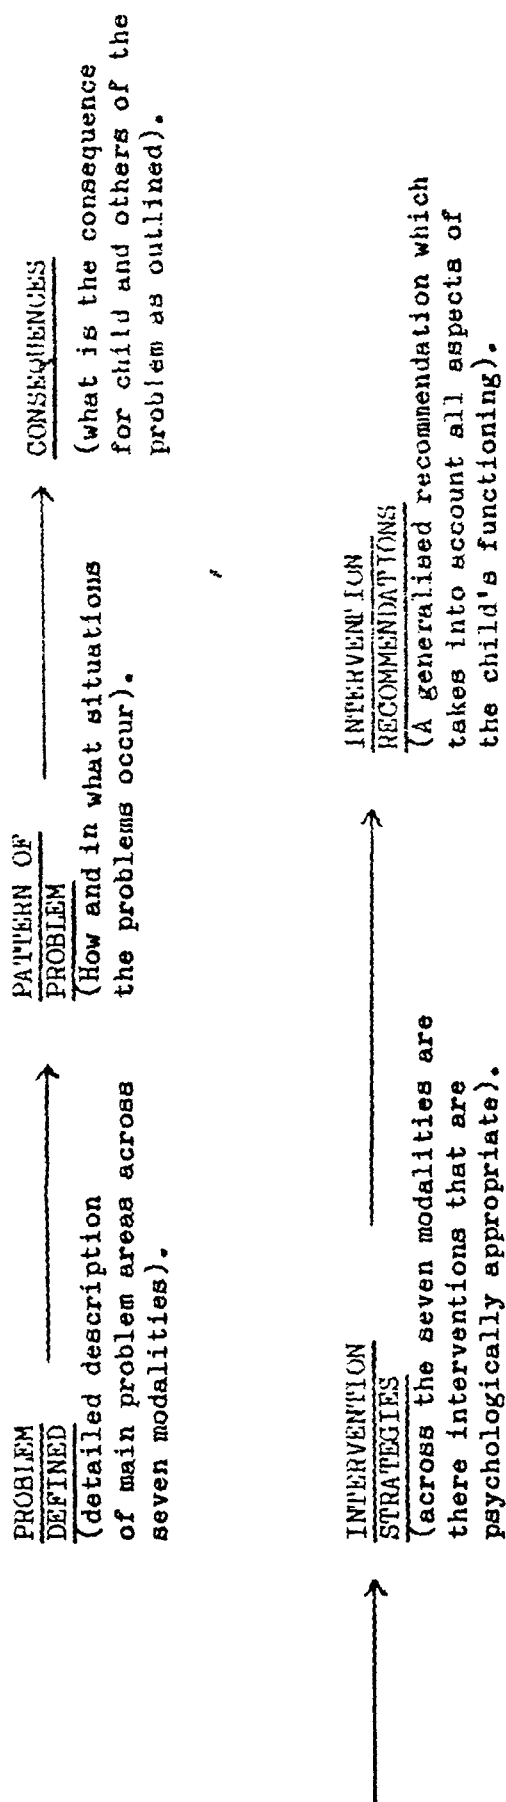 PROBLEM
DEFINED
(detailed description
of main problem areas across
seven modalities).
PATTERN OF
PROBLEM
(How and in what situations
the problems occur).
CONSEQUENCES
(what is the consequence
for child and others of the
problem as outlined).
INTERVENTION
STRATEGIES
(across the seven modalities are
there interventions that are
psychologically appropriate).
INTERVENTION
RECOMMENDATIONS
(A generalised recommendation which
takes into account all aspects of
the child's functioning).